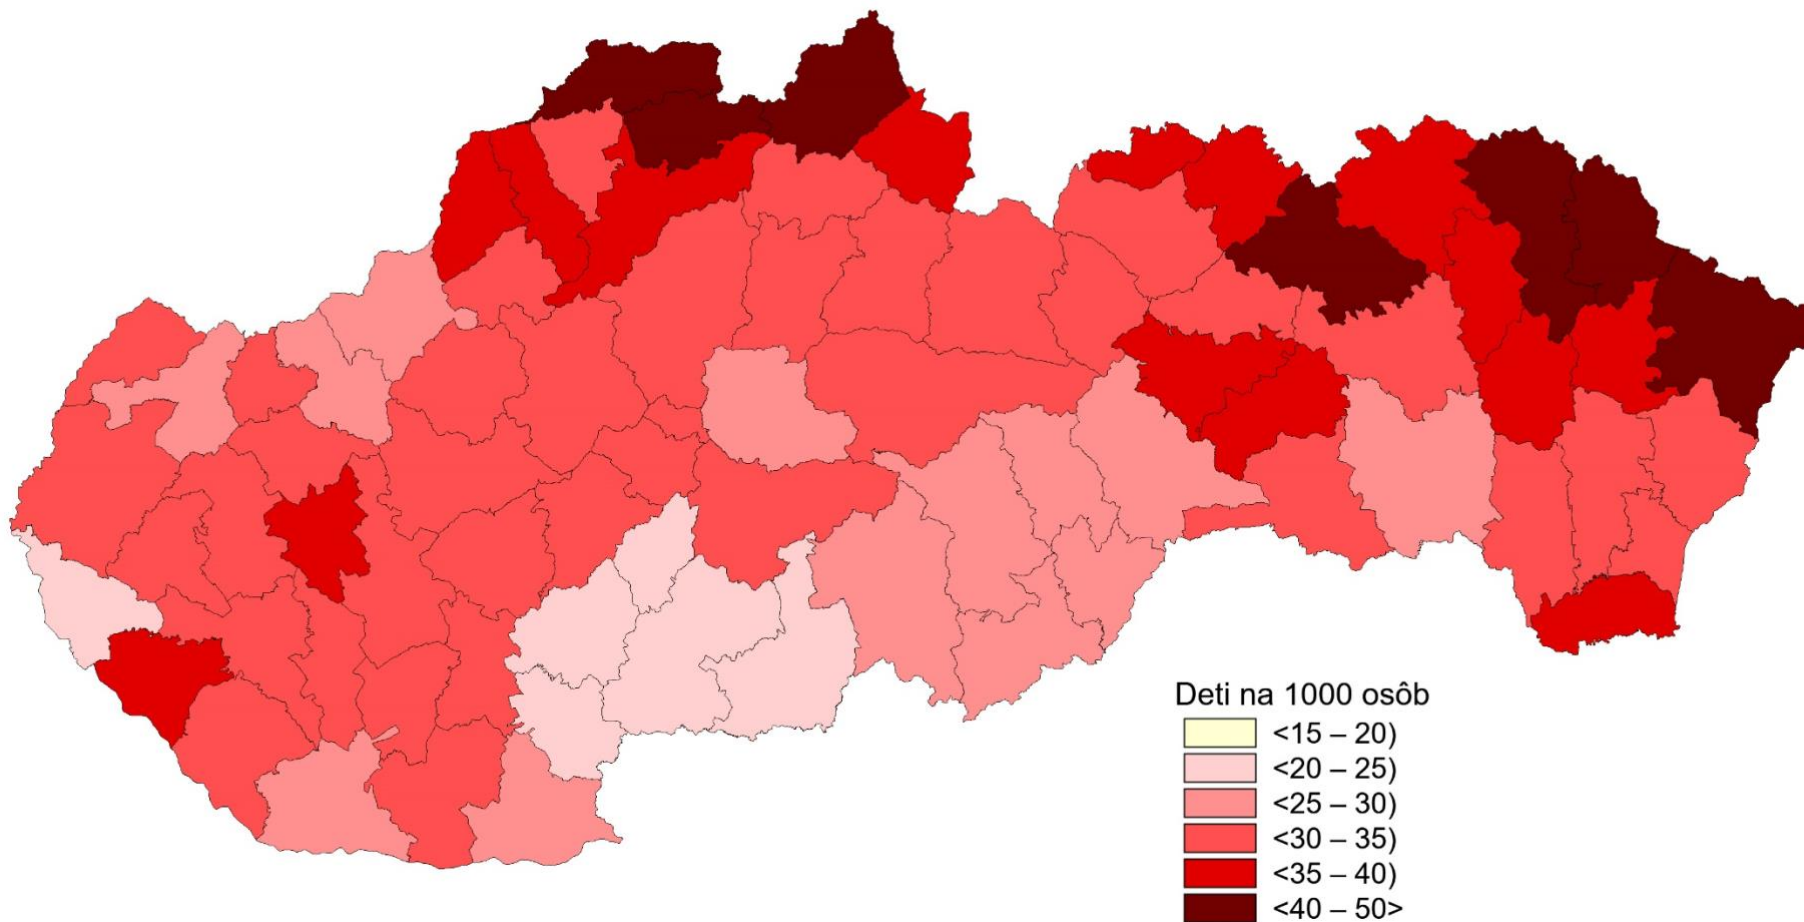 Deti na 1000 osôb
<15 – 20)
<20 – 25)
<25 – 30)
<30 – 35)
<35 – 40)
<40 – 50>